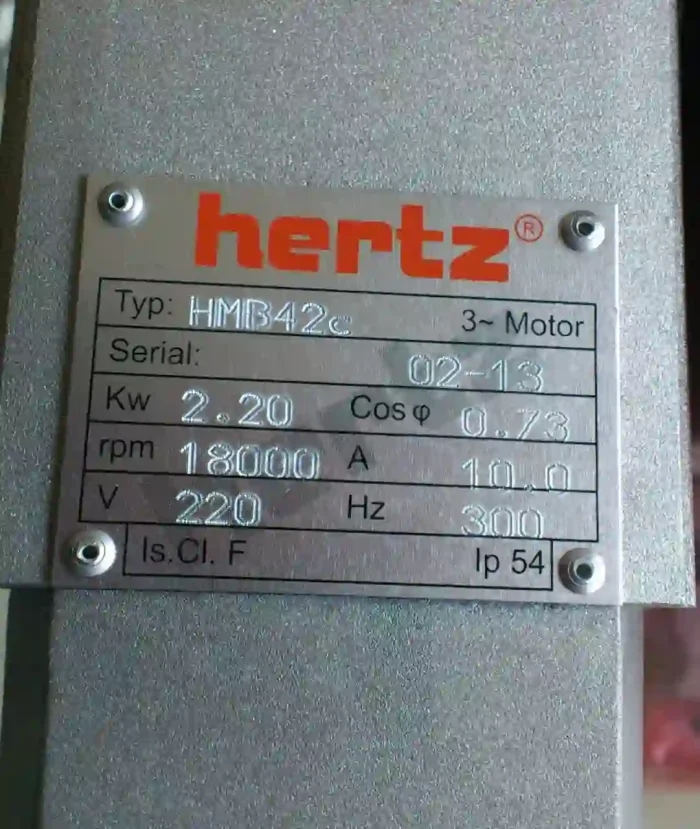 hertz®
Typ: HMB42c 3~ Motor
Serial: 02-13
Kw 2.20 Cos φ 0.73
rpm 18000 A 10.0
V 220 Hz 300
Is.Cl. F Ip 54